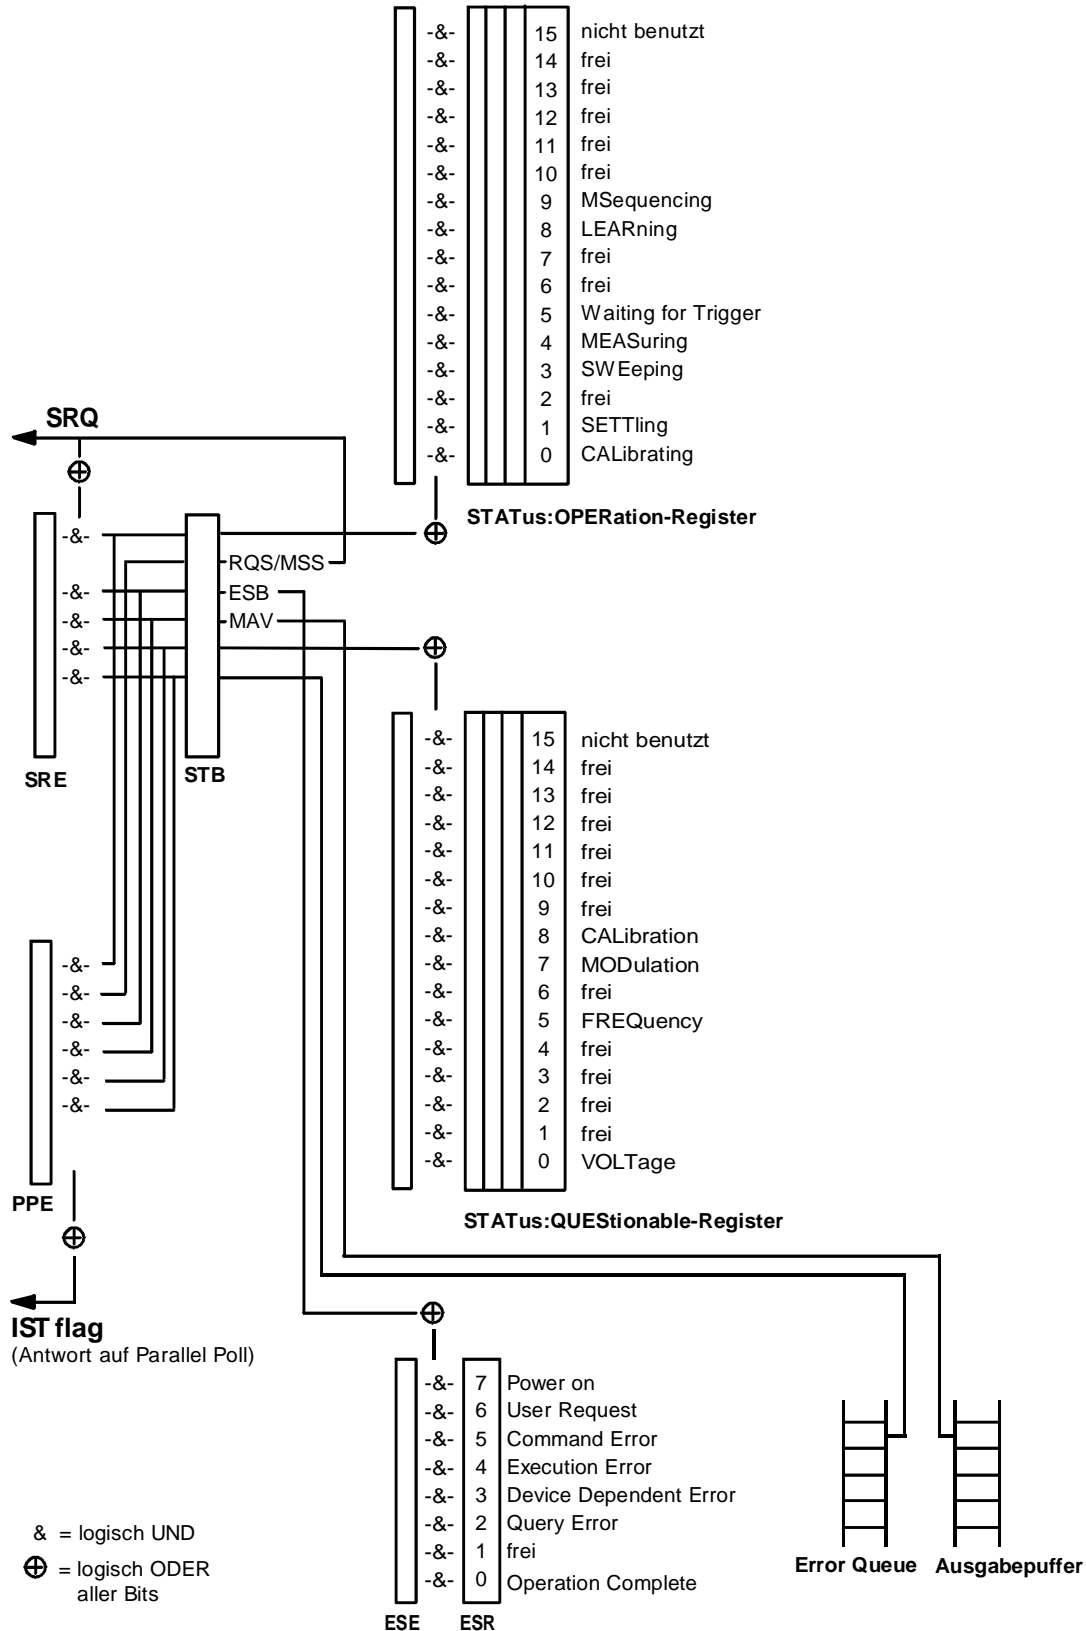 -&- 15 nicht benutzt
-&- 14 frei
-&- 13 frei
-&- 12 frei
-&- 11 frei
-&- 10 frei
-&- 9 MSequencing
-&- 8 LEARning
-&- 7 frei
-&- 6 frei
-&- 5 Waiting for Trigger
-&- 4 MEASuring
-&- 3 SWEeping
-&- 2 frei
-&- 1 SETTling
-&- 0 CALibrating
STATus:OPERation-Register
SRQ
-&-
RQS/MSS
-&- ESB
-&- MAV
-&-
-&-
SRE
STB
-&- 15 nicht benutzt
-&- 14 frei
-&- 13 frei
-&- 12 frei
-&- 11 frei
-&- 10 frei
-&- 9 frei
-&- 8 CALibration
-&- 7 MODulation
-&- 6 frei
-&- 5 FREQuency
-&- 4 frei
-&- 3 frei
-&- 2 frei
-&- 1 frei
-&- 0 VOLTage
STATus:QUEStionable-Register
-&-
-&-
-&-
-&-
-&-
-&-
PPE
IST flag
(Antwort auf Parallel Poll)
-&- 7 Power on
-&- 6 User Request
-&- 5 Command Error
-&- 4 Execution Error
-&- 3 Device Dependent Error
-&- 2 Query Error
-&- 1 frei
-&- 0 Operation Complete
ESE ESR
Error Queue Ausgabepuffer
& = logisch UND
⊕ = logisch ODER
aller Bits